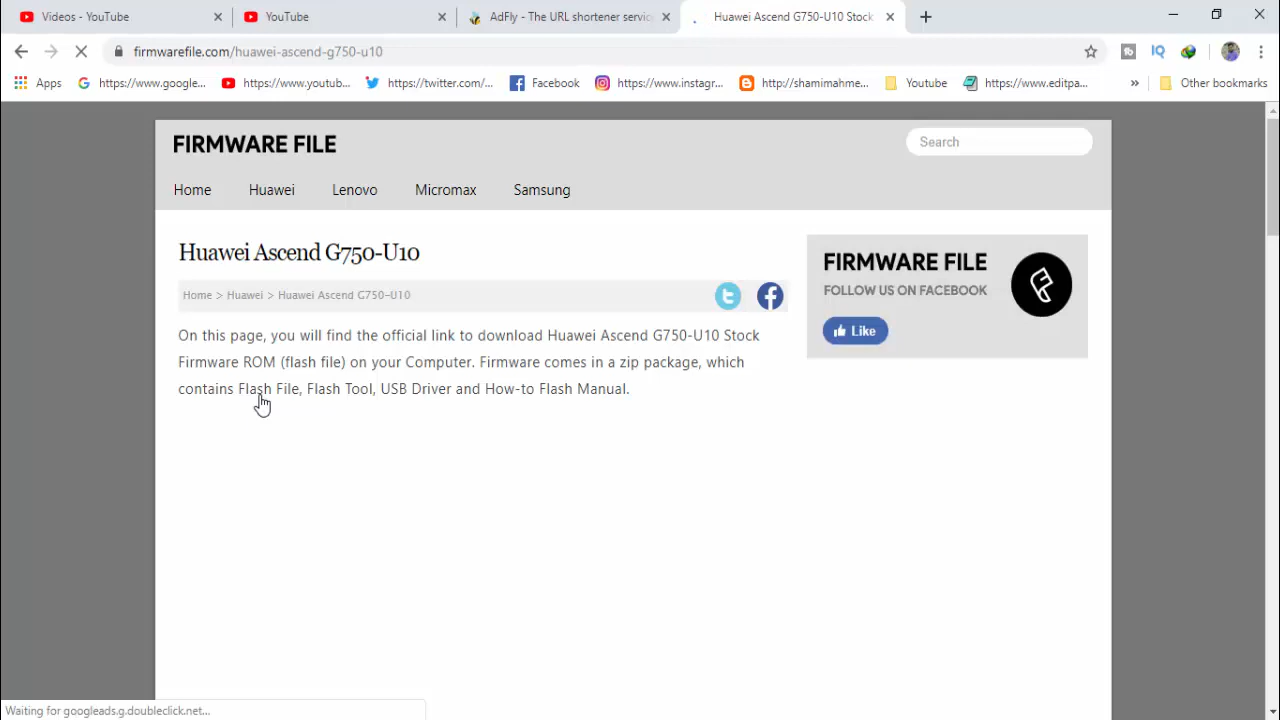 Videos - YouTube
YouTube
AdFly - The URL shortener servic
Huawei Ascend G750-U10 Stock
firmwarefile.com/huawei-ascend-g750-u10
IQ
Apps
https://www.google...
https://www.youtub...
https://twitter.com/...
Facebook
https://www.instagr...
http://shamimahme...
Youtube
https://www.editpa...
»
Other bookmarks
FIRMWARE FILE
Search
Home
Huawei
Lenovo
Micromax
Samsung
Huawei Ascend G750-U10
Home > Huawei > Huawei Ascend G750-U10
On this page, you will find the official link to download Huawei Ascend G750-U10 Stock
Firmware ROM (flash file) on your Computer. Firmware comes in a zip package, which
contains Flash File, Flash Tool, USB Driver and How-to Flash Manual.
FIRMWARE FILE
FOLLOW US ON FACEBOOK
Like
Waiting for googleads.g.doubleclick.net...